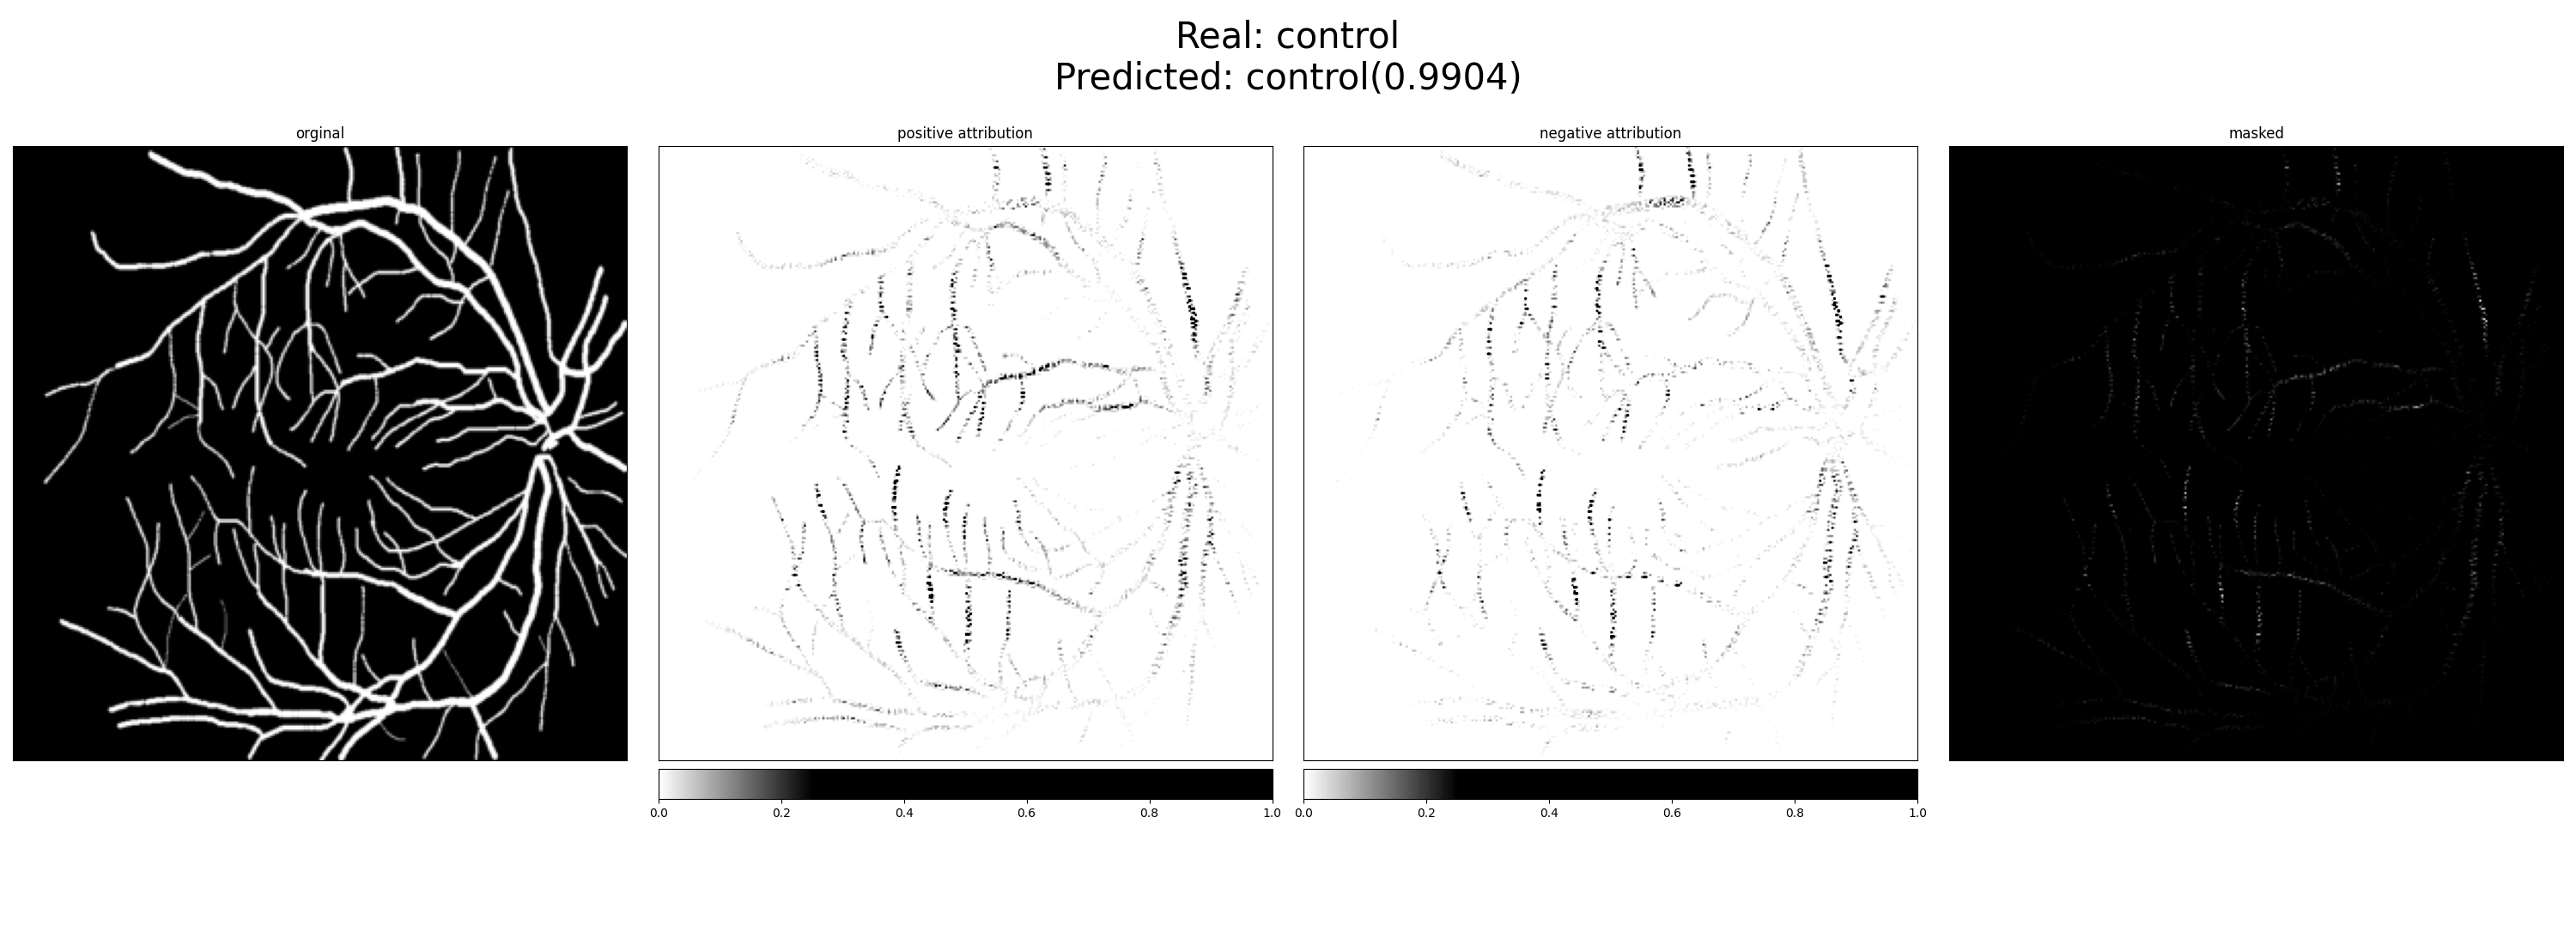 Real: control
Predicted: control(0.9904)
orginal
positive attribution
negative attribution
masked
0.0 0.2 0.4 0.6 0.8 1.0
0.0 0.2 0.4 0.6 0.8 1.0